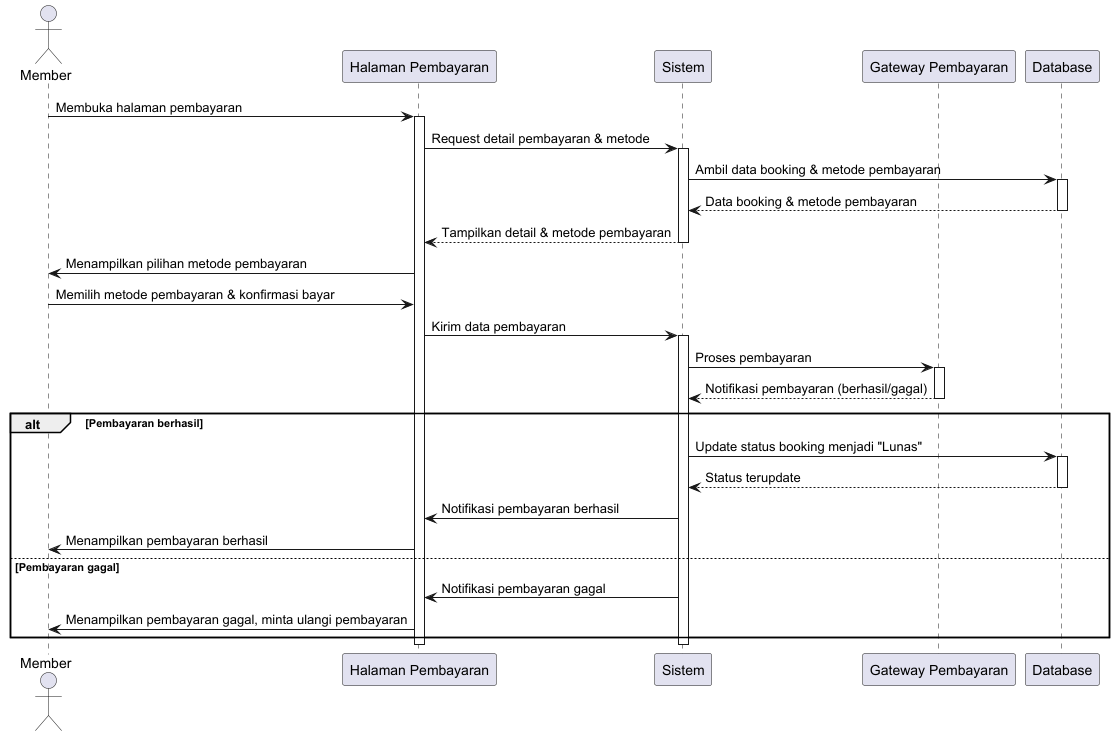 Member
Halaman Pembayaran
Sistem
Gateway Pembayaran
Database
Membuka halaman pembayaran
Request detail pembayaran & metode
Ambil data booking & metode pembayaran
Data booking & metode pembayaran
Tampilkan detail & metode pembayaran
Menampilkan pilihan metode pembayaran
Memilih metode pembayaran & konfirmasi bayar
Kirim data pembayaran
Proses pembayaran
Notifikasi pembayaran (berhasil/gagal)
alt
[Pembayaran berhasil]
Update status booking menjadi "Lunas"
Status terupdate
Notifikasi pembayaran berhasil
Menampilkan pembayaran berhasil
[Pembayaran gagal]
Notifikasi pembayaran gagal
Menampilkan pembayaran gagal, minta ulangi pembayaran
Member
Halaman Pembayaran
Sistem
Gateway Pembayaran
Database